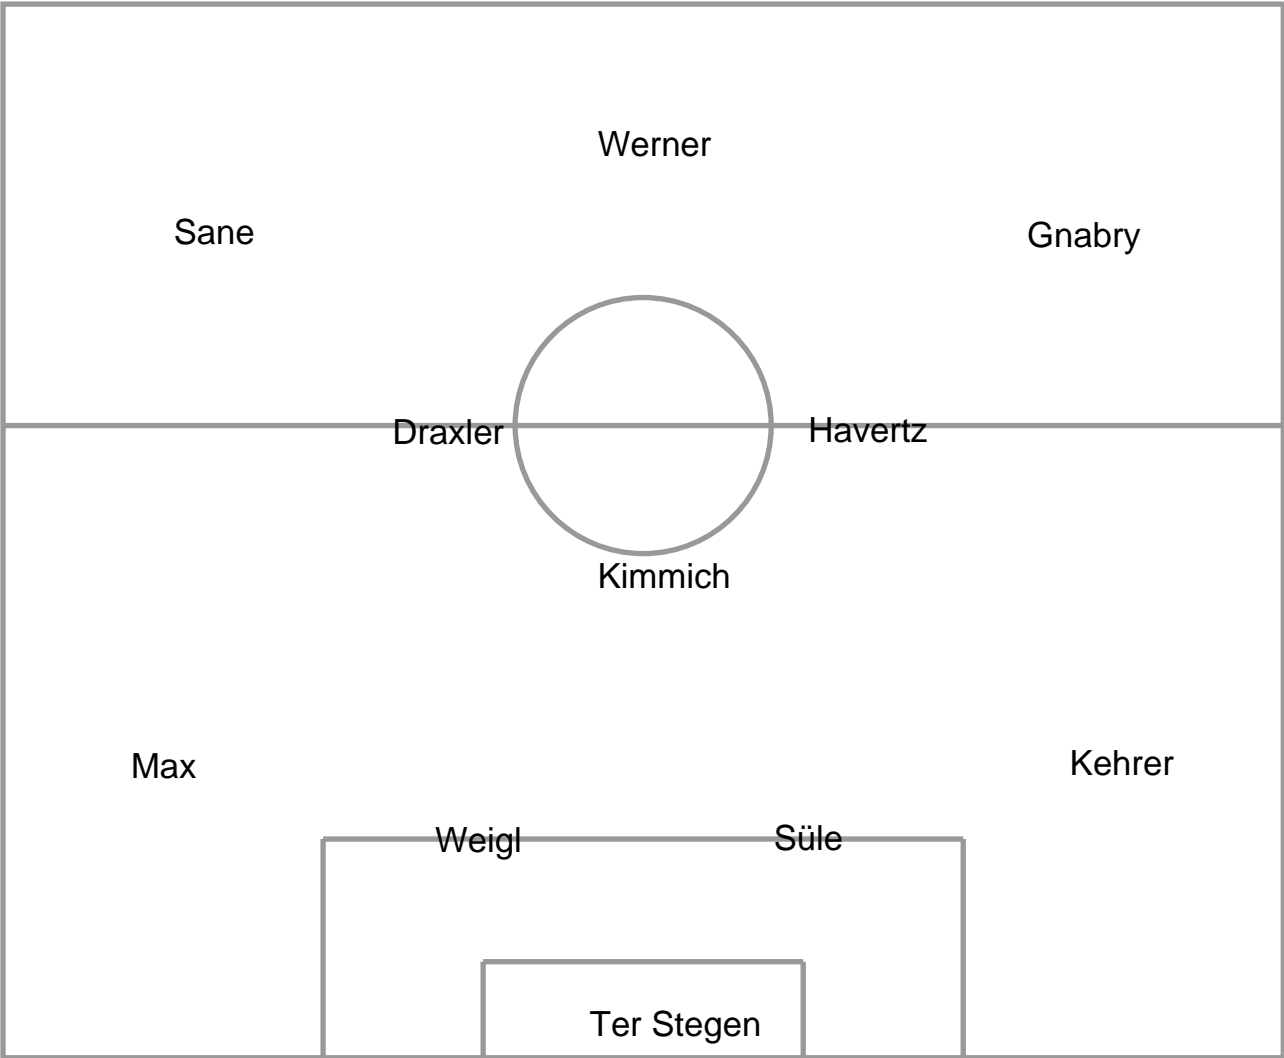 Werner
Sane
Gnabry
Draxler
Havertz
Kimmich
Max
Kehrer
Weigl
Süle
Ter Stegen